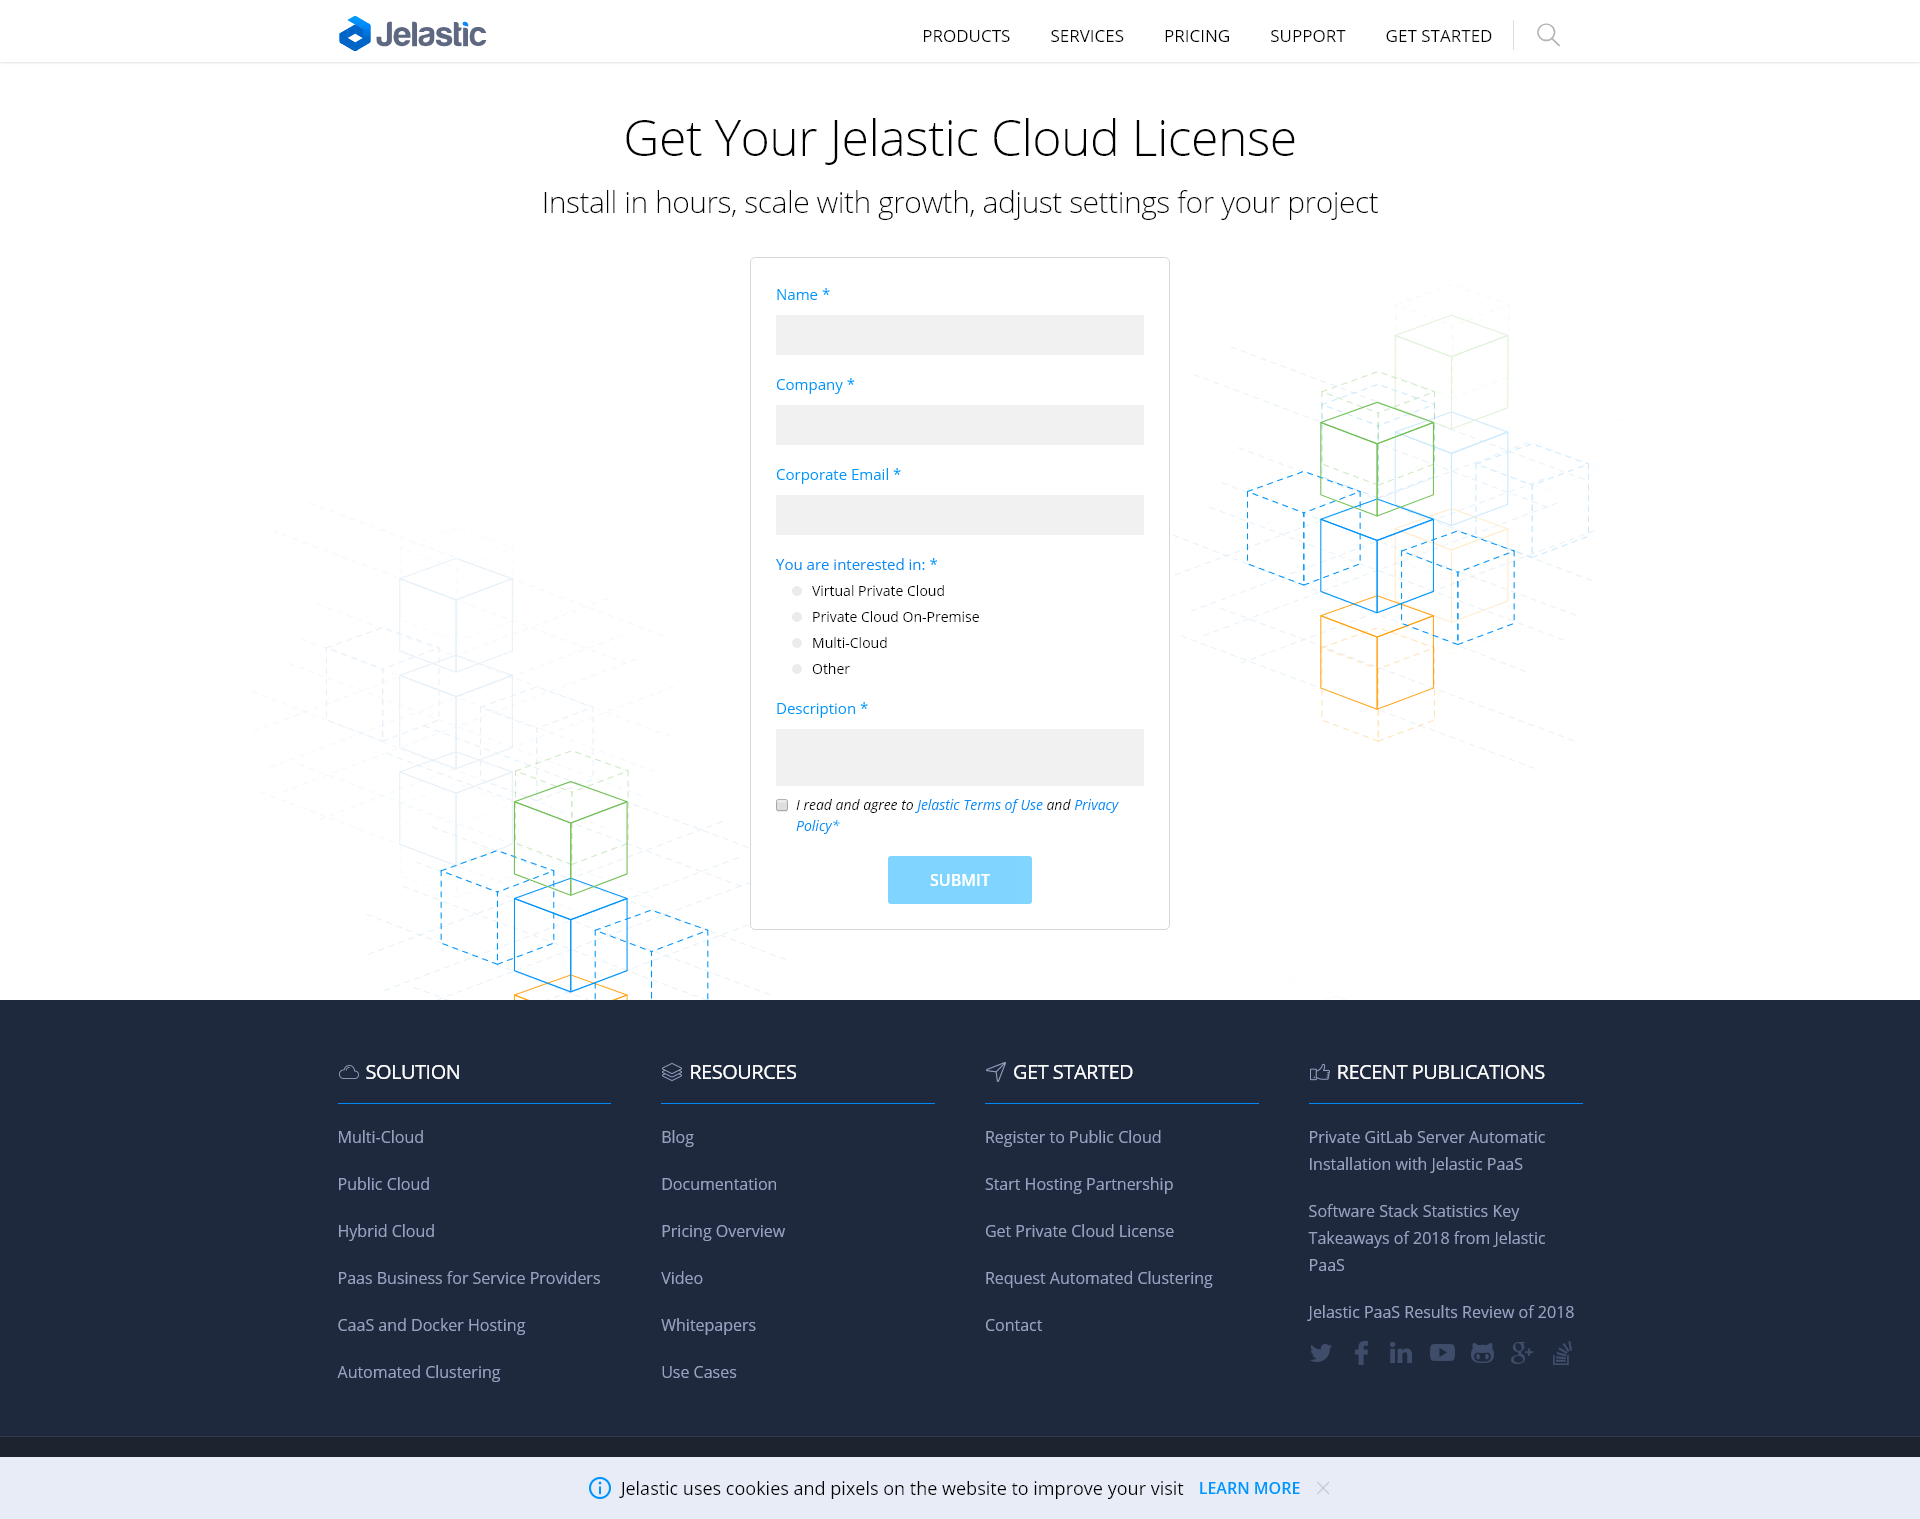 Jelastic
PRODUCTS SERVICES PRICING SUPPORT GET STARTED
Get Your Jelastic Cloud License
Install in hours, scale with growth, adjust settings for your project
Name *
Company *
Corporate Email *
You are interested in: *
Virtual Private Cloud
Private Cloud On-Premise
Multi-Cloud
Other
Description *
I read and agree to Jelastic Terms of Use and Privacy
Policy*
SUBMIT
SOLUTION
Multi-Cloud
Public Cloud
Hybrid Cloud
Paas Business for Service Providers
CaaS and Docker Hosting
Automated Clustering
RESOURCES
Blog
Documentation
Pricing Overview
Video
Whitepapers
Use Cases
GET STARTED
Register to Public Cloud
Start Hosting Partnership
Get Private Cloud License
Request Automated Clustering
Contact
RECENT PUBLICATIONS
Private GitLab Server Automatic
Installation with Jelastic PaaS
Software Stack Statistics Key
Takeaways of 2018 from Jelastic
PaaS
Jelastic PaaS Results Review of 2018
Jelastic uses cookies and pixels on the website to improve your visit LEARN MORE